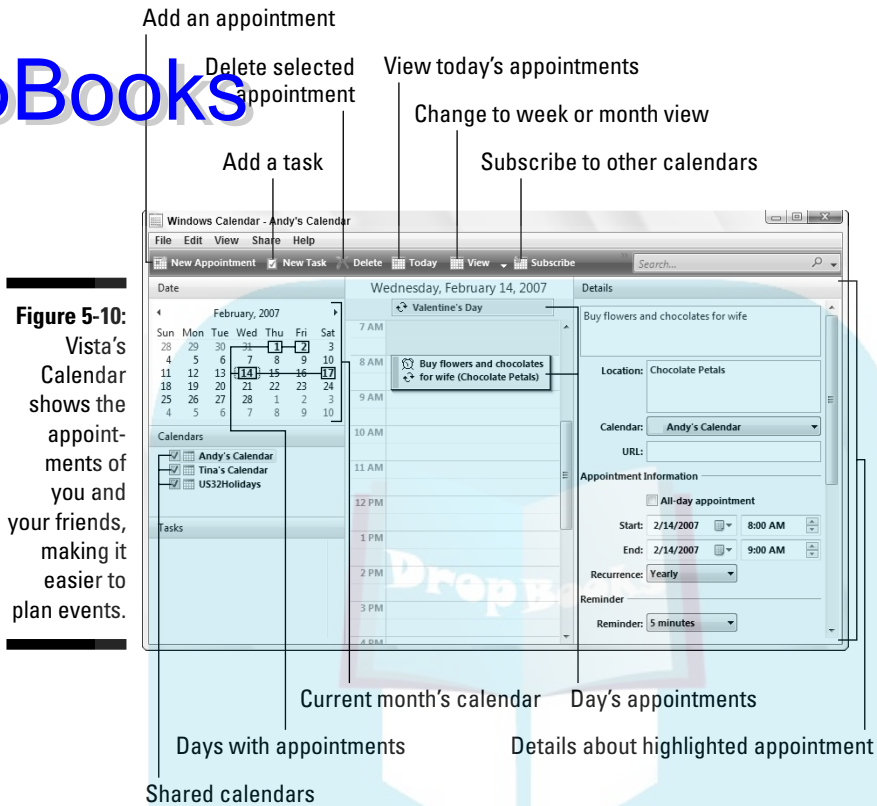 Add an appointment
pBooks
Delete selected
appointment
View today's appointments
Change to week or month view
Add a task
Subscribe to other calendars
Windows Calendar - Andy's Calendar
File Edit View Share Help
New Appointment New Task Delete Today View Subscribe Search...
Date
February, 2007
Sun Mon Tue Wed Thu Fri Sat
28 29 30 31 1 2 3
4 5 6 7 8 9 10
11 12 13 14 15 16 17
18 19 20 21 22 23 24
25 26 27 28 1 2 3
4 5 6 7 8 9 10
Calendars
Andy's Calendar
Tina's Calendar
US32Holidays
Tasks
Wednesday, February 14, 2007
Valentine's Day
7 AM
8 AM
Buy flowers and chocolates
for wife (Chocolate Petals)
9 AM
10 AM
11 AM
12 PM
1 PM
2 PM
3 PM
4 PM
Details
Buy flowers and chocolates for wife
Location: Chocolate Petals
Calendar: Andy's Calendar
URL:
Appointment Information
All-day appointment
Start: 2/14/2007 8:00 AM
End: 2/14/2007 9:00 AM
Recurrence: Yearly
Reminder
Reminder: 5 minutes
DropBooks
Figure 5-10:
Vista's
Calendar
shows the
appoint-
ments of
you and
your friends,
making it
easier to
plan events.
Current month's calendar
Day's appointments
Days with appointments
Details about highlighted appointment
Shared calendars